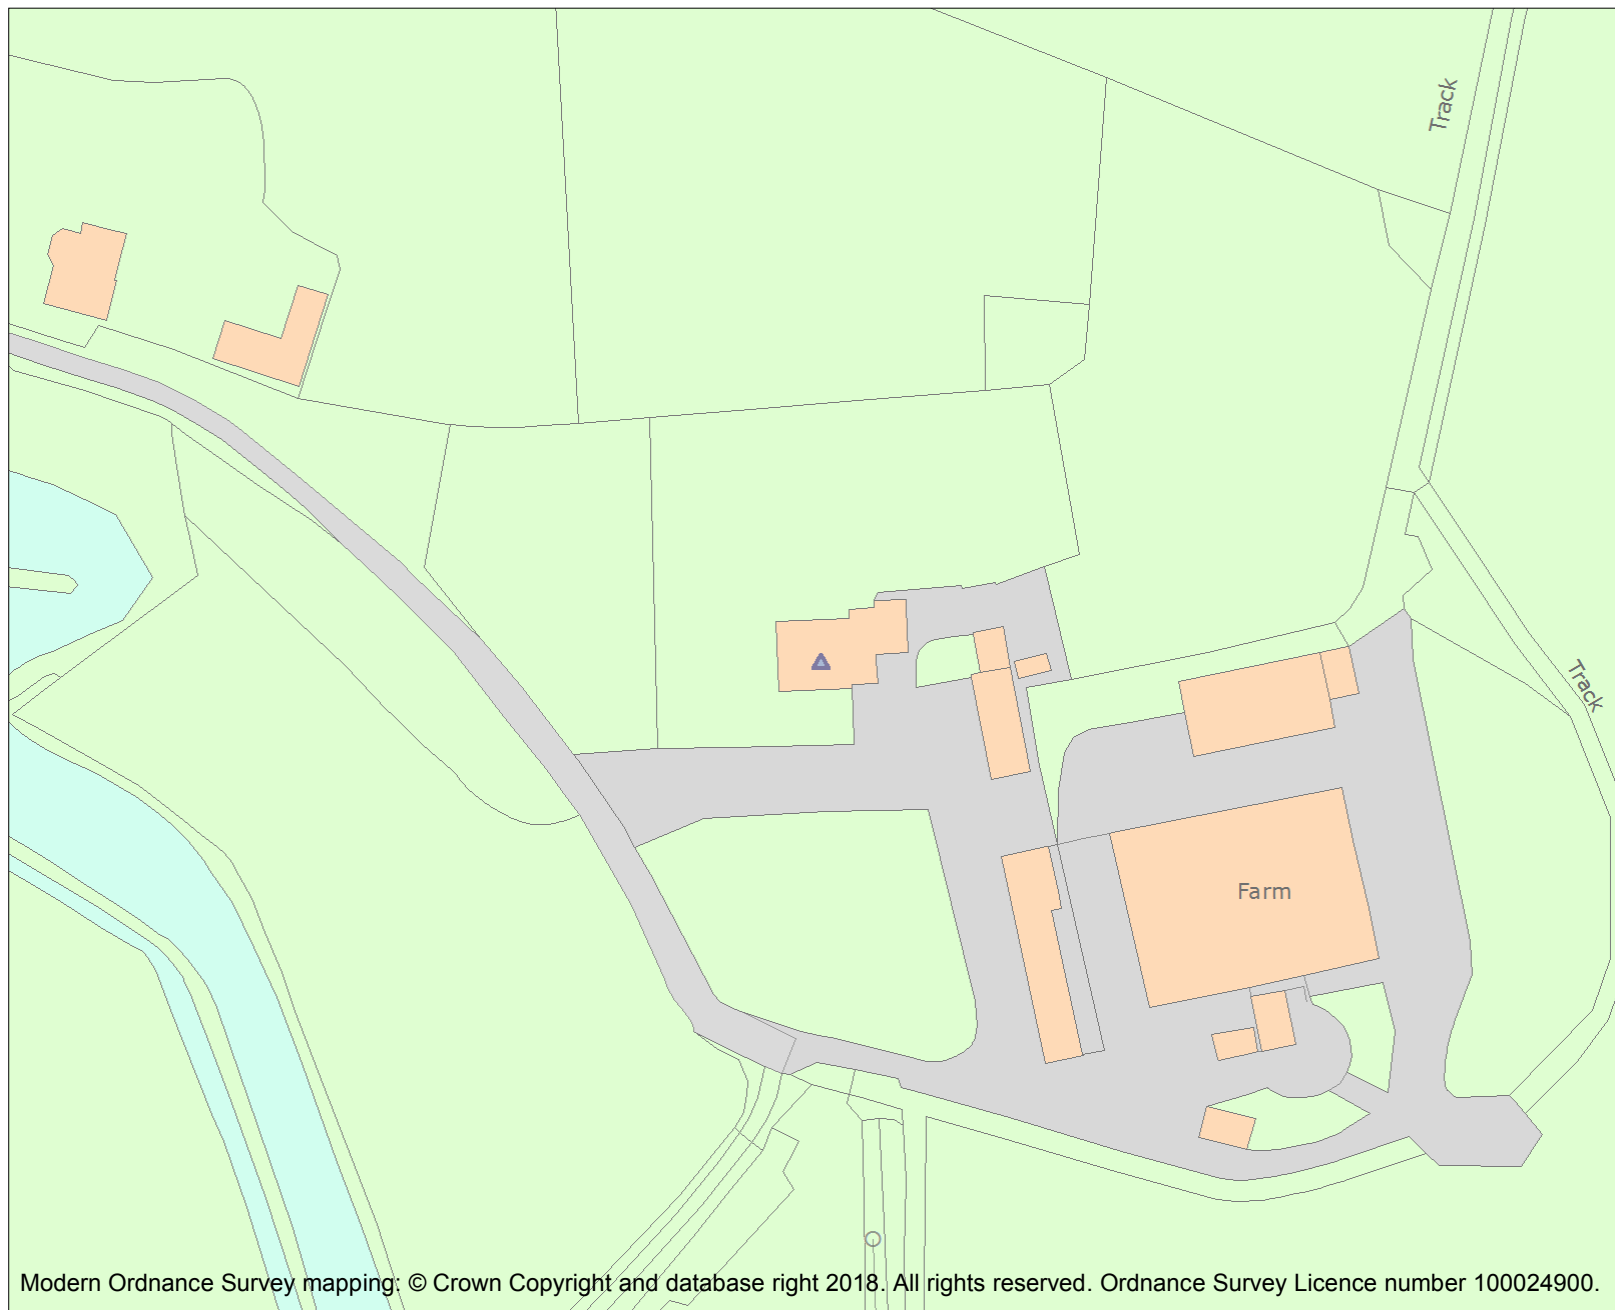 Track
Track
Farm
Modern Ordnance Survey mapping: © Crown Copyright and database right 2018. All rights reserved. Ordnance Survey Licence number 100024900.